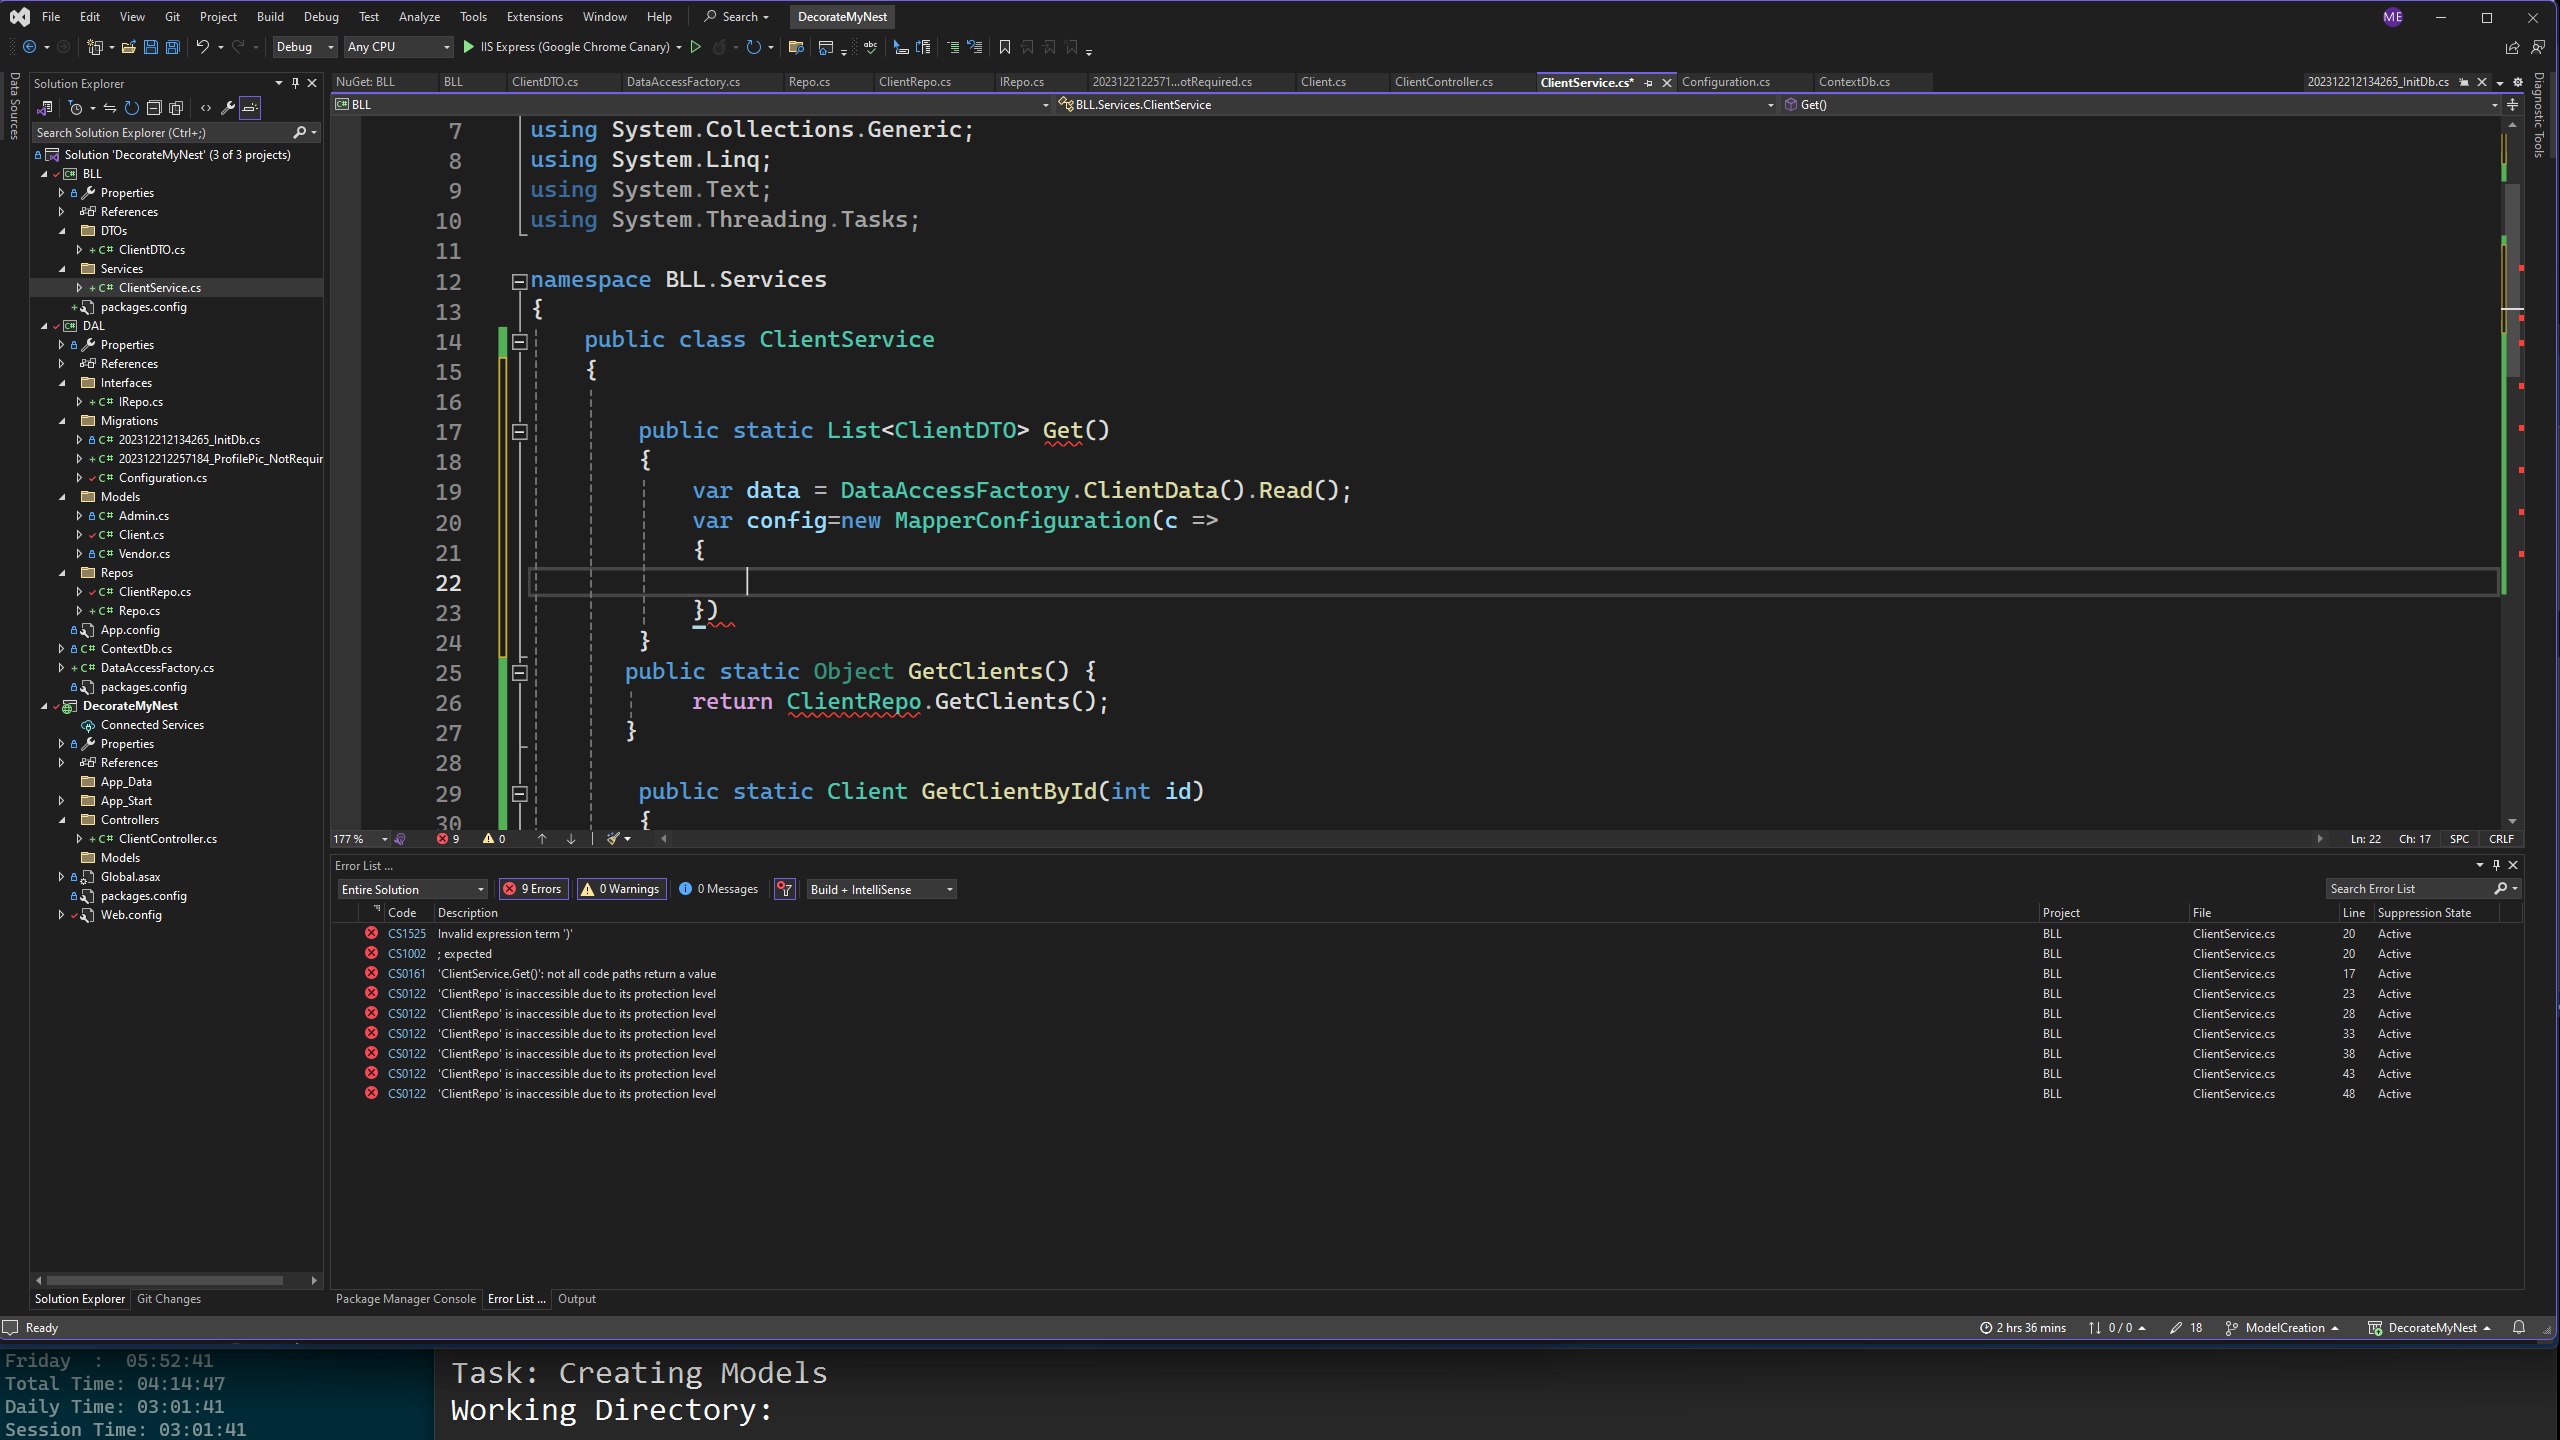 File Edit View Git Project Build Debug Test Analyze Tools Extensions Window Help Search DecorateMyNest ME
Debug Any CPU IIS Express (Google Chrome Canary)
Data Sources
Solution Explorer
Search Solution Explorer (Ctrl+;)
Solution 'DecorateMyNest' (3 of 3 projects)
BLL
Properties
References
DTOs
C# ClientDTO.cs
Services
C# ClientService.cs
packages.config
DAL
Properties
References
Interfaces
C# IRepo.cs
Migrations
C# 202312212134265_InitDb.cs
C# 202312212257184_ProfilePic_NotRequir
C# Configuration.cs
Models
C# Admin.cs
C# Client.cs
C# Vendor.cs
Repos
C# ClientRepo.cs
C# Repo.cs
App.config
C# ContextDb.cs
C# DataAccessFactory.cs
packages.config
DecorateMyNest
Connected Services
Properties
References
App_Data
App_Start
Controllers
C# ClientController.cs
Models
Global.asax
packages.config
Web.config
Solution Explorer Git Changes
NuGet: BLL BLL ClientDTO.cs DataAccessFactory.cs Repo.cs ClientRepo.cs IRepo.cs 2023122122571...otRequired.cs Client.cs ClientController.cs ClientService.cs* Configuration.cs ContextDb.cs 202312212134265_InitDb.cs
C# BLL BLL.Services.ClientService Get()
7 using System.Collections.Generic;
8 using System.Linq;
9 using System.Text;
10 using System.Threading.Tasks;
11
12 namespace BLL.Services
13 {
14 public class ClientService
15 {
16
17 public static List<ClientDTO> Get()
18 {
19 var data = DataAccessFactory.ClientData().Read();
20 var config=new MapperConfiguration(c =>
21 {
22
23 })
24 }
25 public static Object GetClients() {
26 return ClientRepo.GetClients();
27 }
28
29 public static Client GetClientById(int id)
30 {
177 % 9 0 Ln: 22 Ch: 17 SPC CRLF
Diagnostic Tools
Error List ...
Entire Solution 9 Errors 0 Warnings 0 Messages Build + IntelliSense Search Error List
Code Description Project File Line Suppression State
CS1525 Invalid expression term ')' BLL ClientService.cs 20 Active
CS1002 ; expected BLL ClientService.cs 20 Active
CS0161 'ClientService.Get()': not all code paths return a value BLL ClientService.cs 17 Active
CS0122 'ClientRepo' is inaccessible due to its protection level BLL ClientService.cs 23 Active
CS0122 'ClientRepo' is inaccessible due to its protection level BLL ClientService.cs 28 Active
CS0122 'ClientRepo' is inaccessible due to its protection level BLL ClientService.cs 33 Active
CS0122 'ClientRepo' is inaccessible due to its protection level BLL ClientService.cs 38 Active
CS0122 'ClientRepo' is inaccessible due to its protection level BLL ClientService.cs 43 Active
CS0122 'ClientRepo' is inaccessible due to its protection level BLL ClientService.cs 48 Active
Package Manager Console Error List ... Output
Ready 2 hrs 36 mins 0 / 0 18 ModelCreation DecorateMyNest
Friday : 05:52:41
Total Time: 04:14:47
Daily Time: 03:01:41
Session Time: 03:01:41
Task: Creating Models
Working Directory: